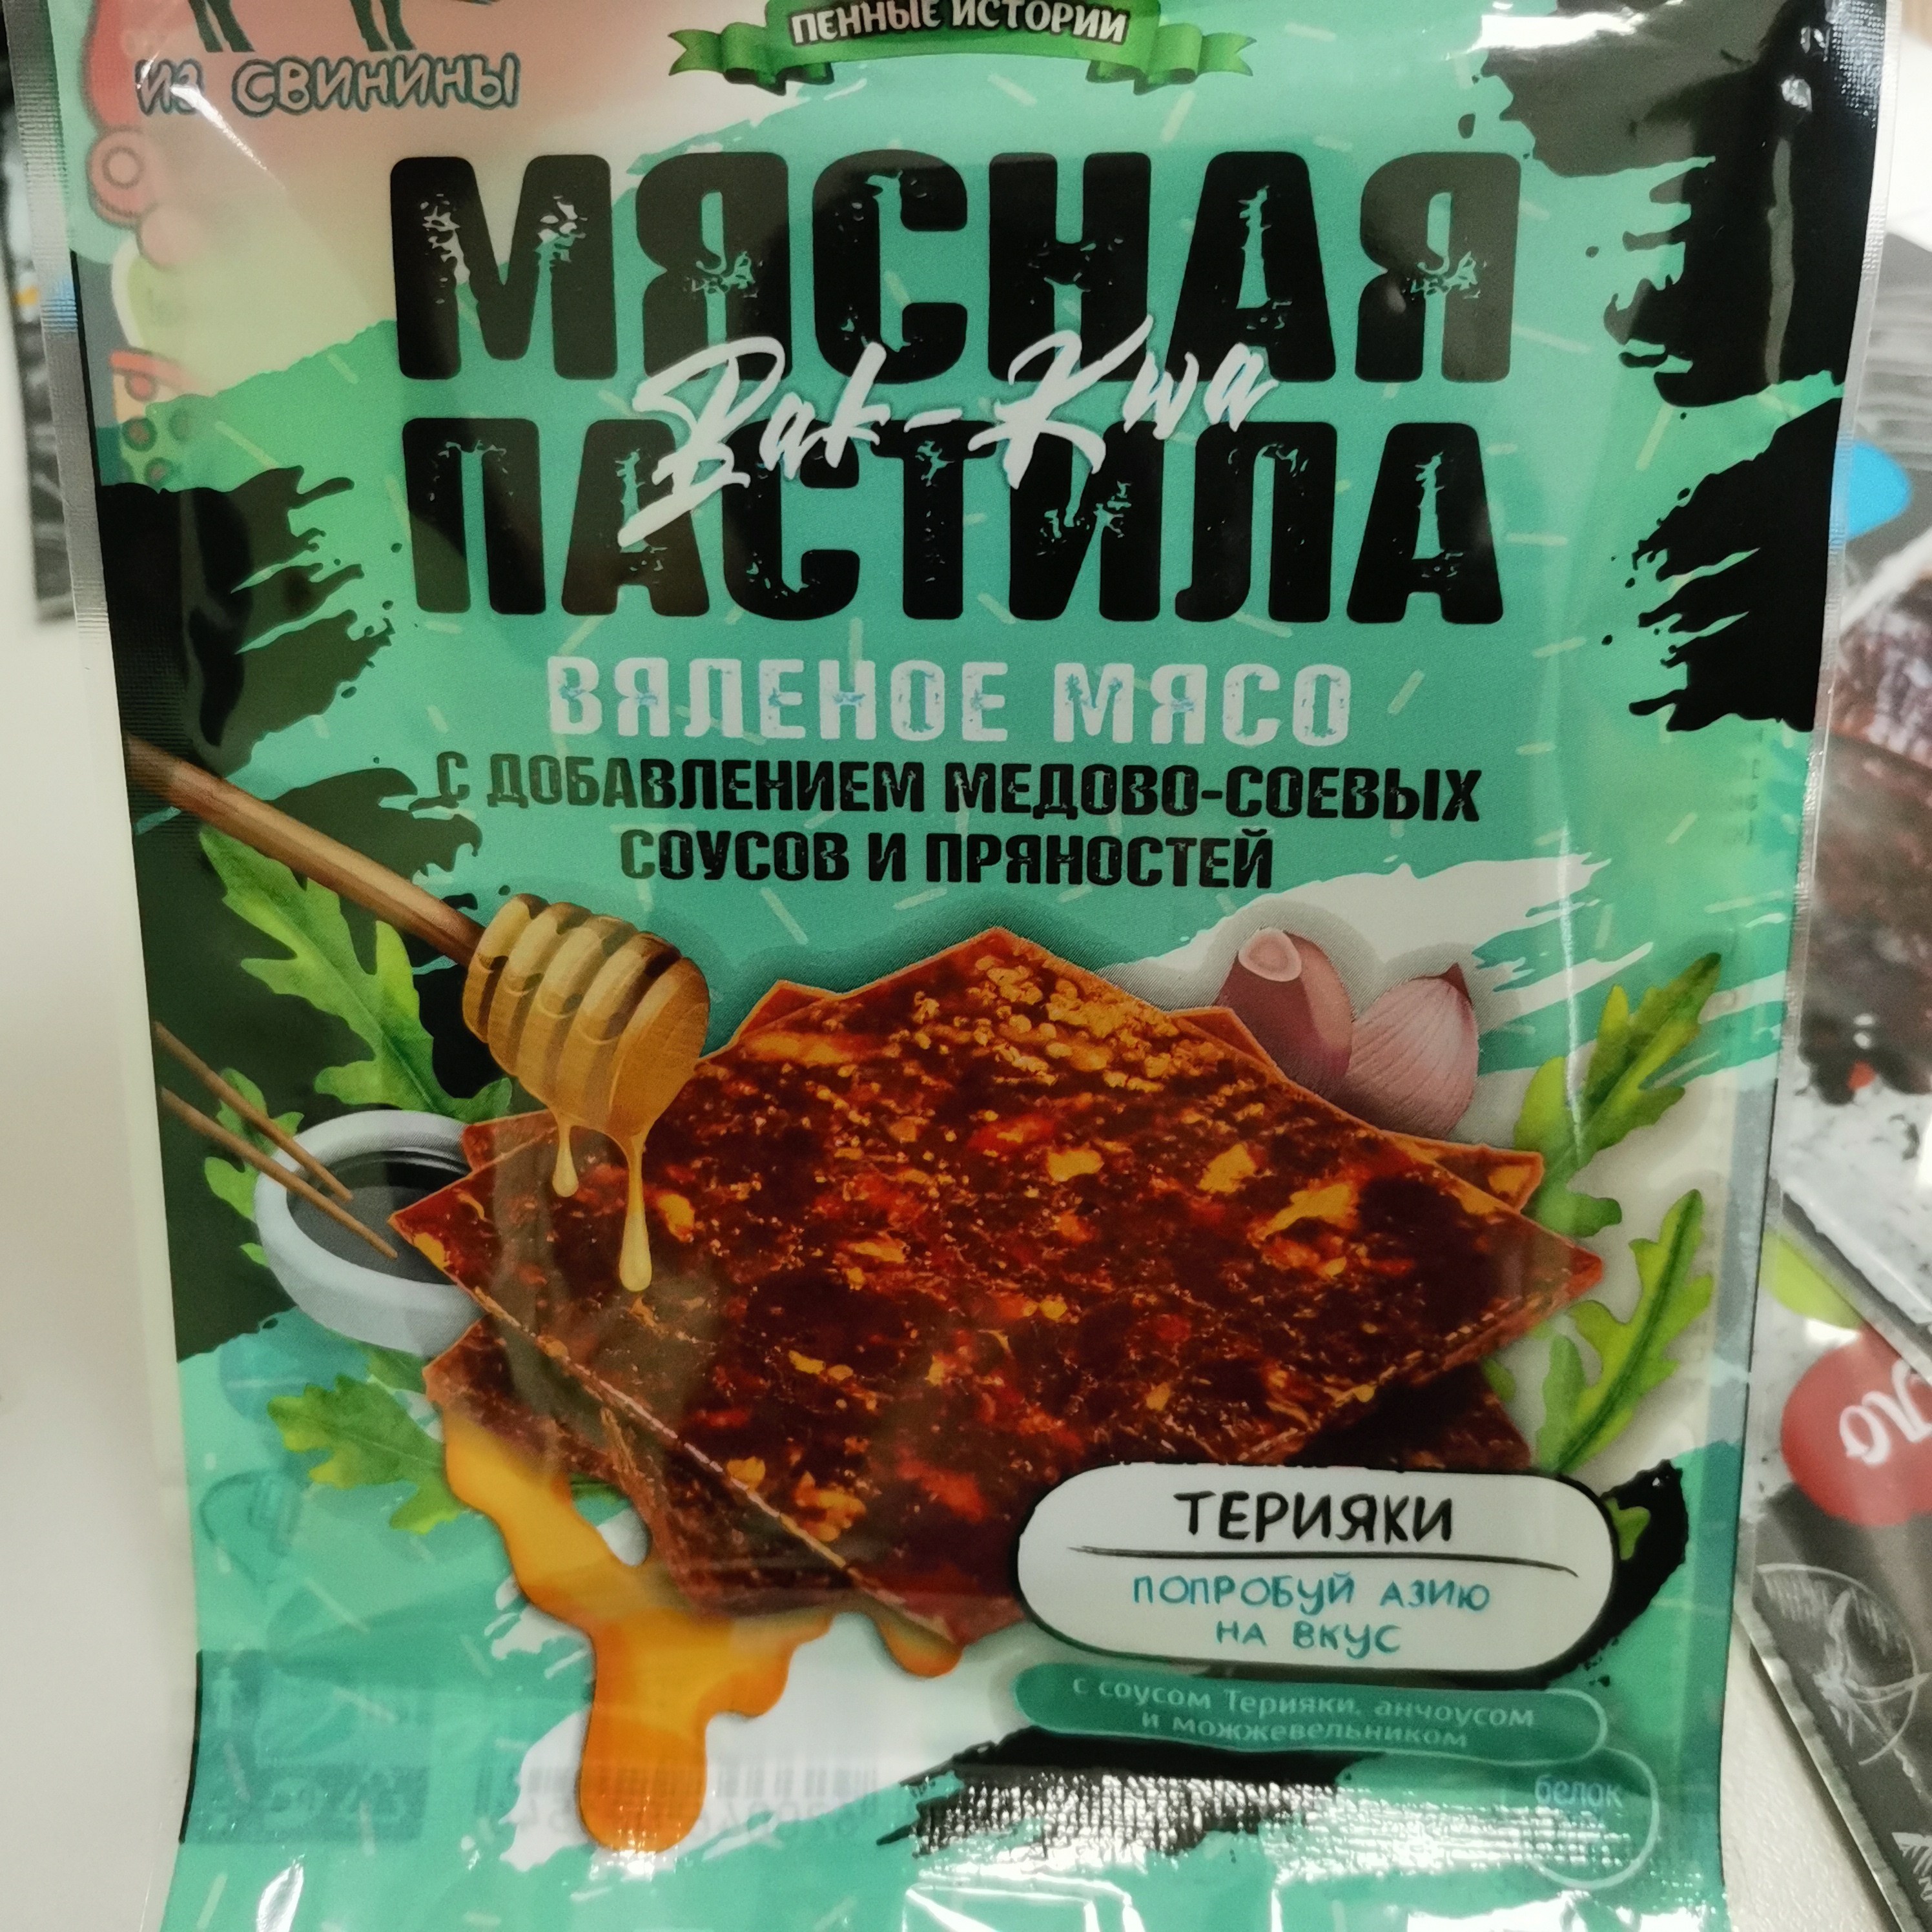 ПЕННЫЕ ИСТОРИИ
ИЗ СВИНИНЫ
МЯСНАЯ
Bak-Kwa
ПАСТИЛА
ВЯЛЕНОЕ МЯСО
С ДОБАВЛЕНИЕМ МЕДОВО-СОЕВЫХ
СОУСОВ И ПРЯНОСТЕЙ
ТЕРИЯКИ
ПОПРОБУЙ АЗИЮ
НА ВКУС
с соусом Терияки, анчоусом
и можжевельником
белок